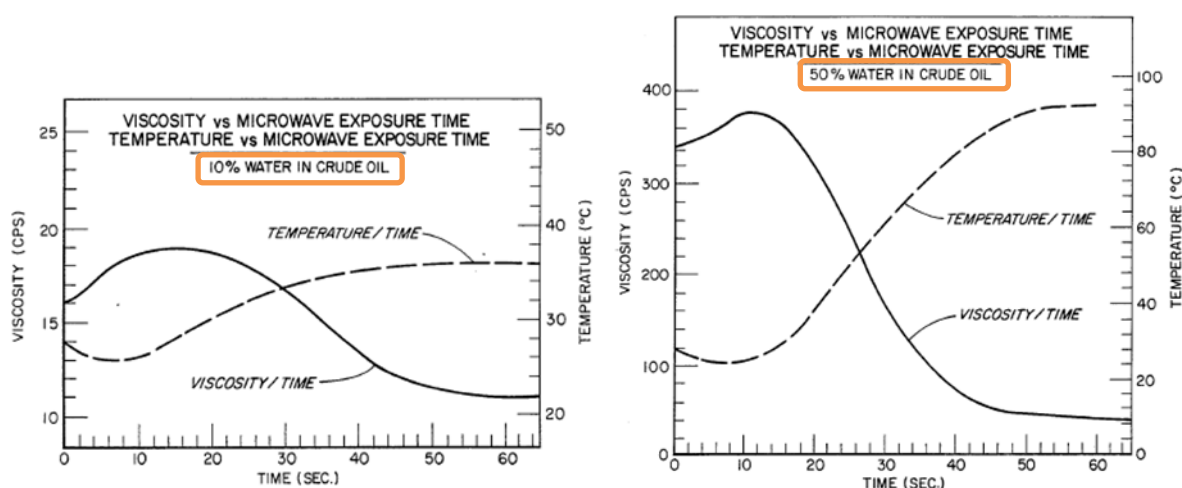 VISCOSITY vs MICROWAVE EXPOSURE TIME
TEMPERATURE vs MICROWAVE EXPOSURE TIME
10% WATER IN CRUDE OIL
VISCOSITY (CPS)
25
21
19
15
10
TEMPERATURE/ TIME
VISCOSITY/ TIME
50
40
30
20
TEMPERATURE (°C)
0
10
20
30
40
50
60
TIME (SEC.)
VISCOSITY vs MICROWAVE EXPOSURE TIME
TEMPERATURE vs MICROWAVE EXPOSURE TIME
50% WATER IN CRUDE OIL
VISCOSITY (CPS)
400
300
200
100
0
TEMPERATURE/ TIME
VISCOSITY/ TIME
100
80
60
40
20
0
TEMPERATURE (°C)
0
10
20
30
40
50
60
TIME (SEC.)